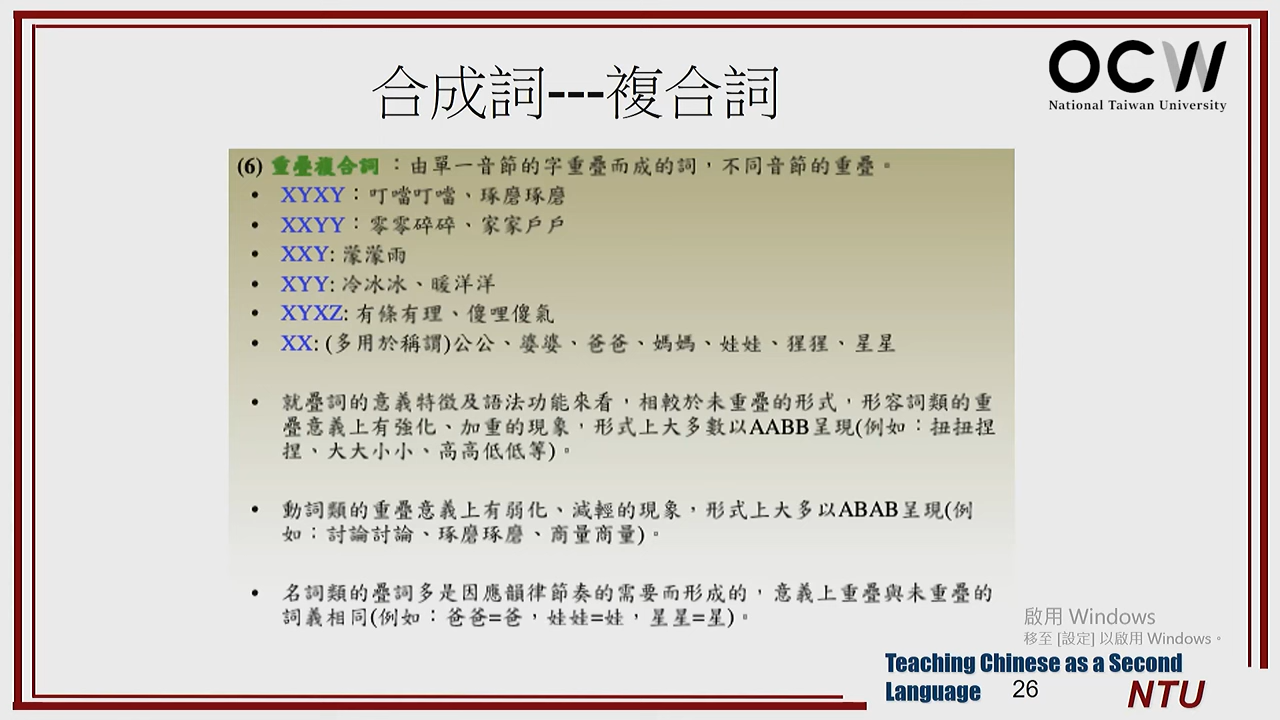 合成詞---複合詞
OCW
National Taiwan University
(6) 重疊複合詞：由單一音節的字重疊而成的詞，不同音節的重疊。
• XYXY：叮噹叮噹、琢磨琢磨
• XXYY：零零碎碎、家家戶戶
• XXY: 濛濛雨
• XYY: 冷冰冰、暖洋洋
• XYXZ: 有條有理、傻哩傻氣
• XX: (多用於稱謂)公公、婆婆、爸爸、媽媽、娃娃、猩猩、星星
• 就疊詞的意義特徵及語法功能來看，相較於未重疊的形式，形容詞類的重
疊意義上有強化、加重的現象，形式上大多數以AABB呈現(例如：扭扭捏
捏、大大小小、高高低低等)。
• 動詞類的重疊意義上有弱化、減輕的現象，形式上大多以ABAB呈現(例
如：討論討論、琢磨琢磨、商量商量)。
• 名詞類的疊詞多是因應韻律節奏的需要而形成的，意義上重疊與未重疊的
詞義相同(例如：爸爸=爸，娃娃=娃，星星=星)。
啟用 Windows
移至 [設定] 以啟用 Windows。
Teaching Chinese as a Second
Language
26
NTU